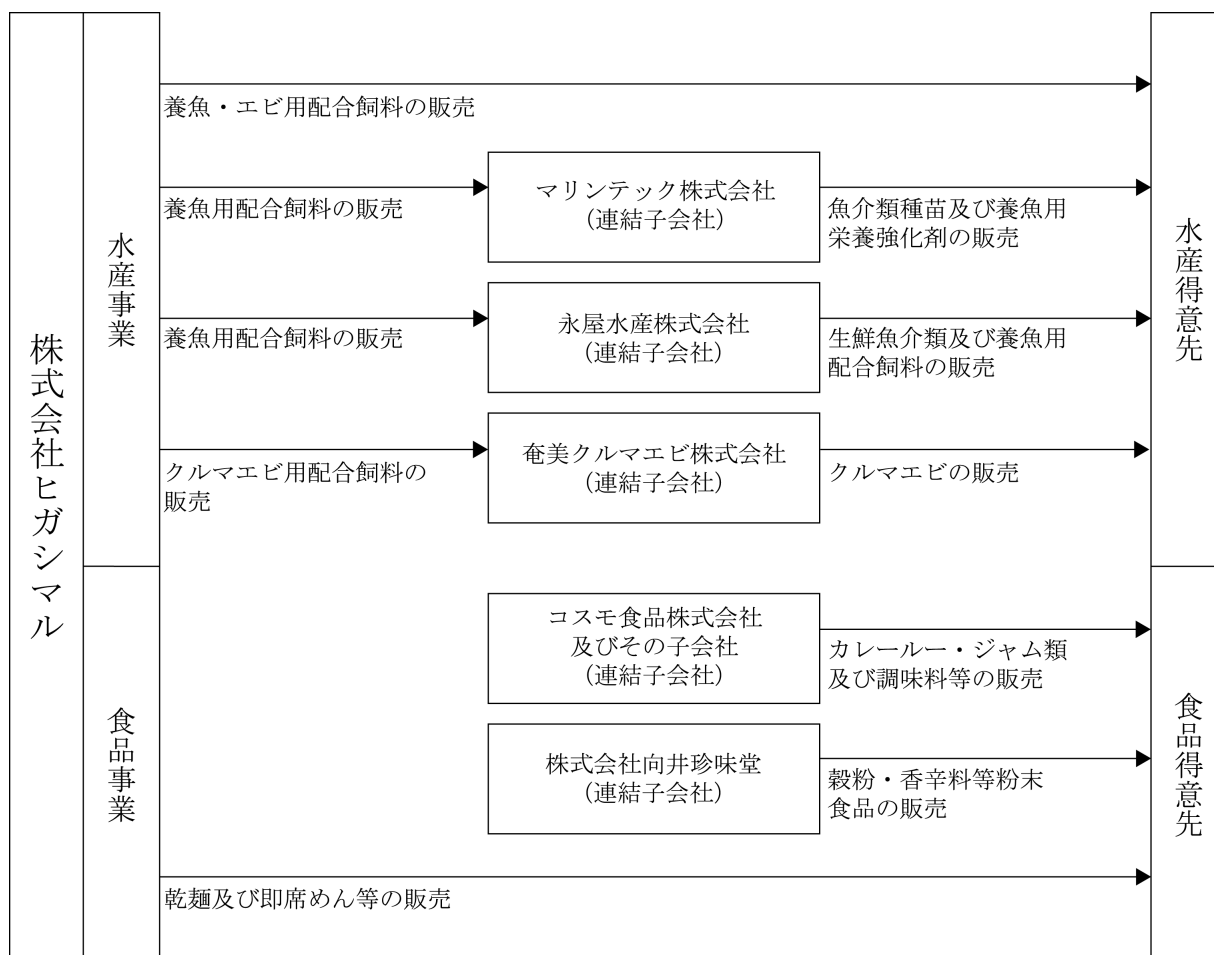 株式会社ヒガシマル
水産事業
養魚・エビ用配合飼料の販売
養魚用配合飼料の販売
マリンテック株式会社
（連結子会社）
魚介類種苗及び養魚用
栄養強化剤の販売
養魚用配合飼料の販売
永屋水産株式会社
（連結子会社）
生鮮魚介類及び養魚用
配合飼料の販売
クルマエビ用配合飼料の
販売
奄美クルマエビ株式会社
（連結子会社）
クルマエビの販売
水産得意先
食品事業
コスモ食品株式会社
及びその子会社
（連結子会社）
カレールー・ジャム類
及び調味料等の販売
株式会社向井珍味堂
（連結子会社）
穀粉・香辛料等粉末
食品の販売
乾麺及び即席めん等の販売
食品得意先